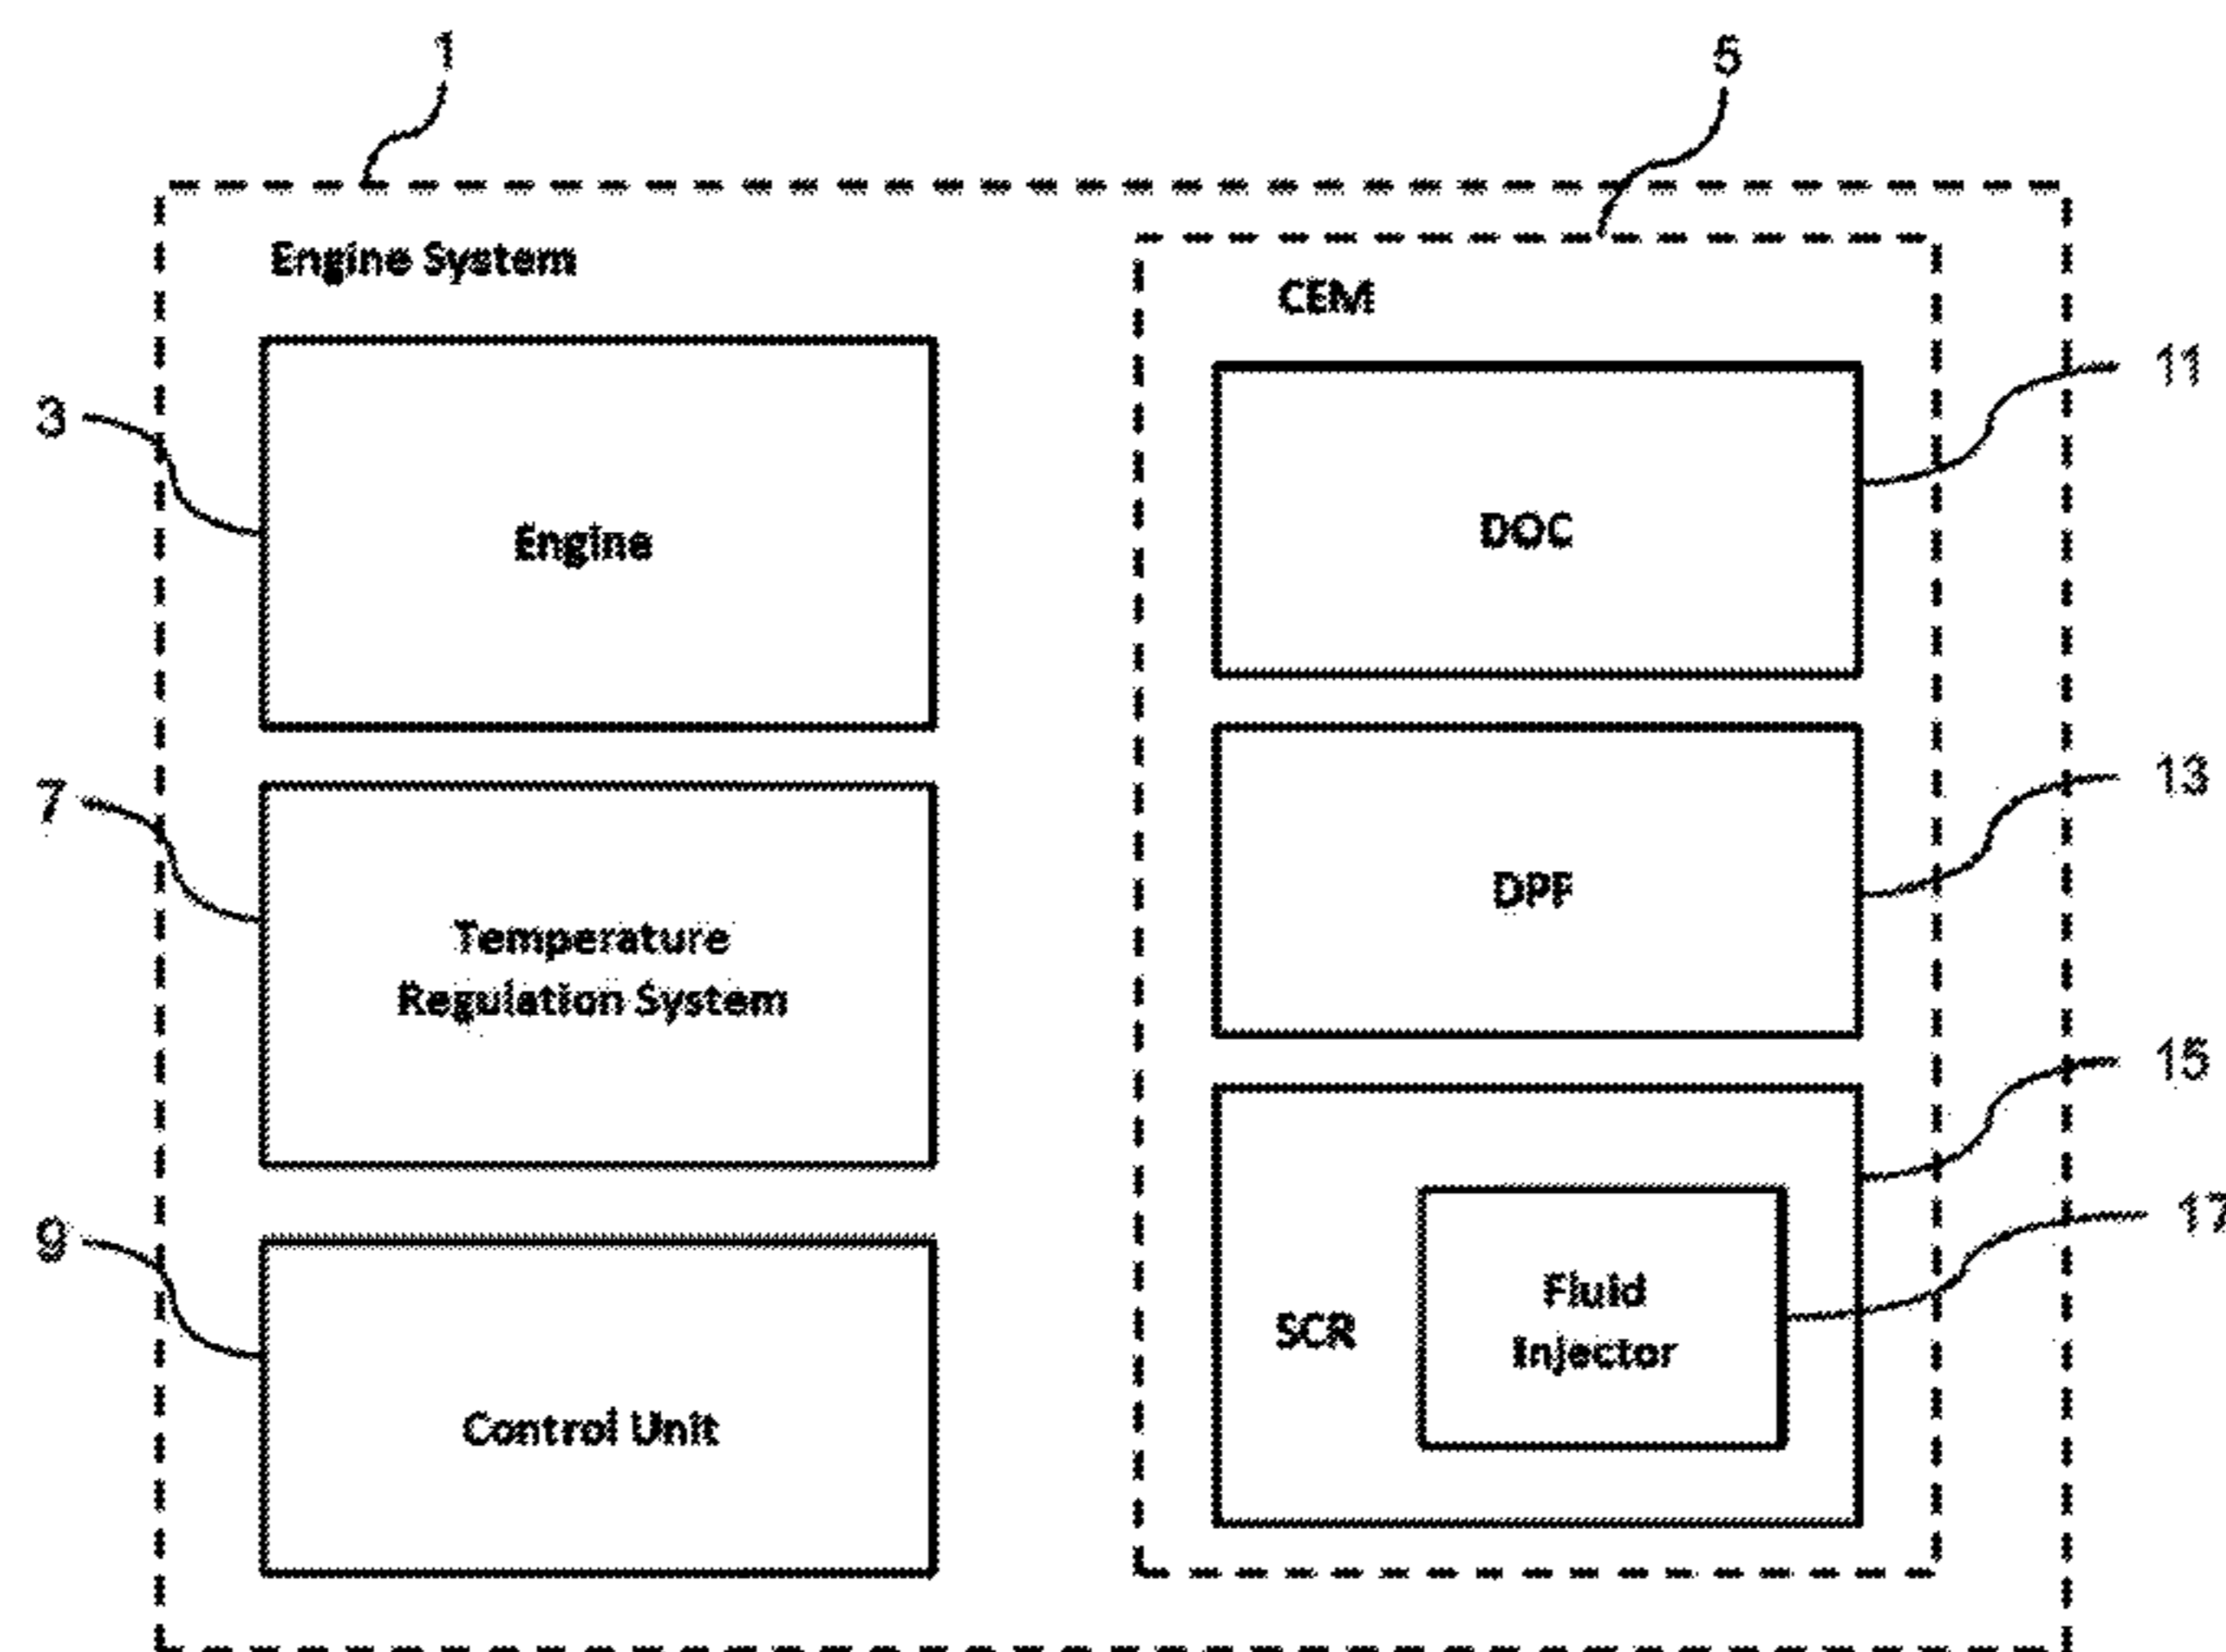 1
5
Engine System
CEM
3
Engine
DOC
11
7
Temperature
Regulation System
DPF
13
9
Control Unit
SCR
Fluid
Injector
15
17